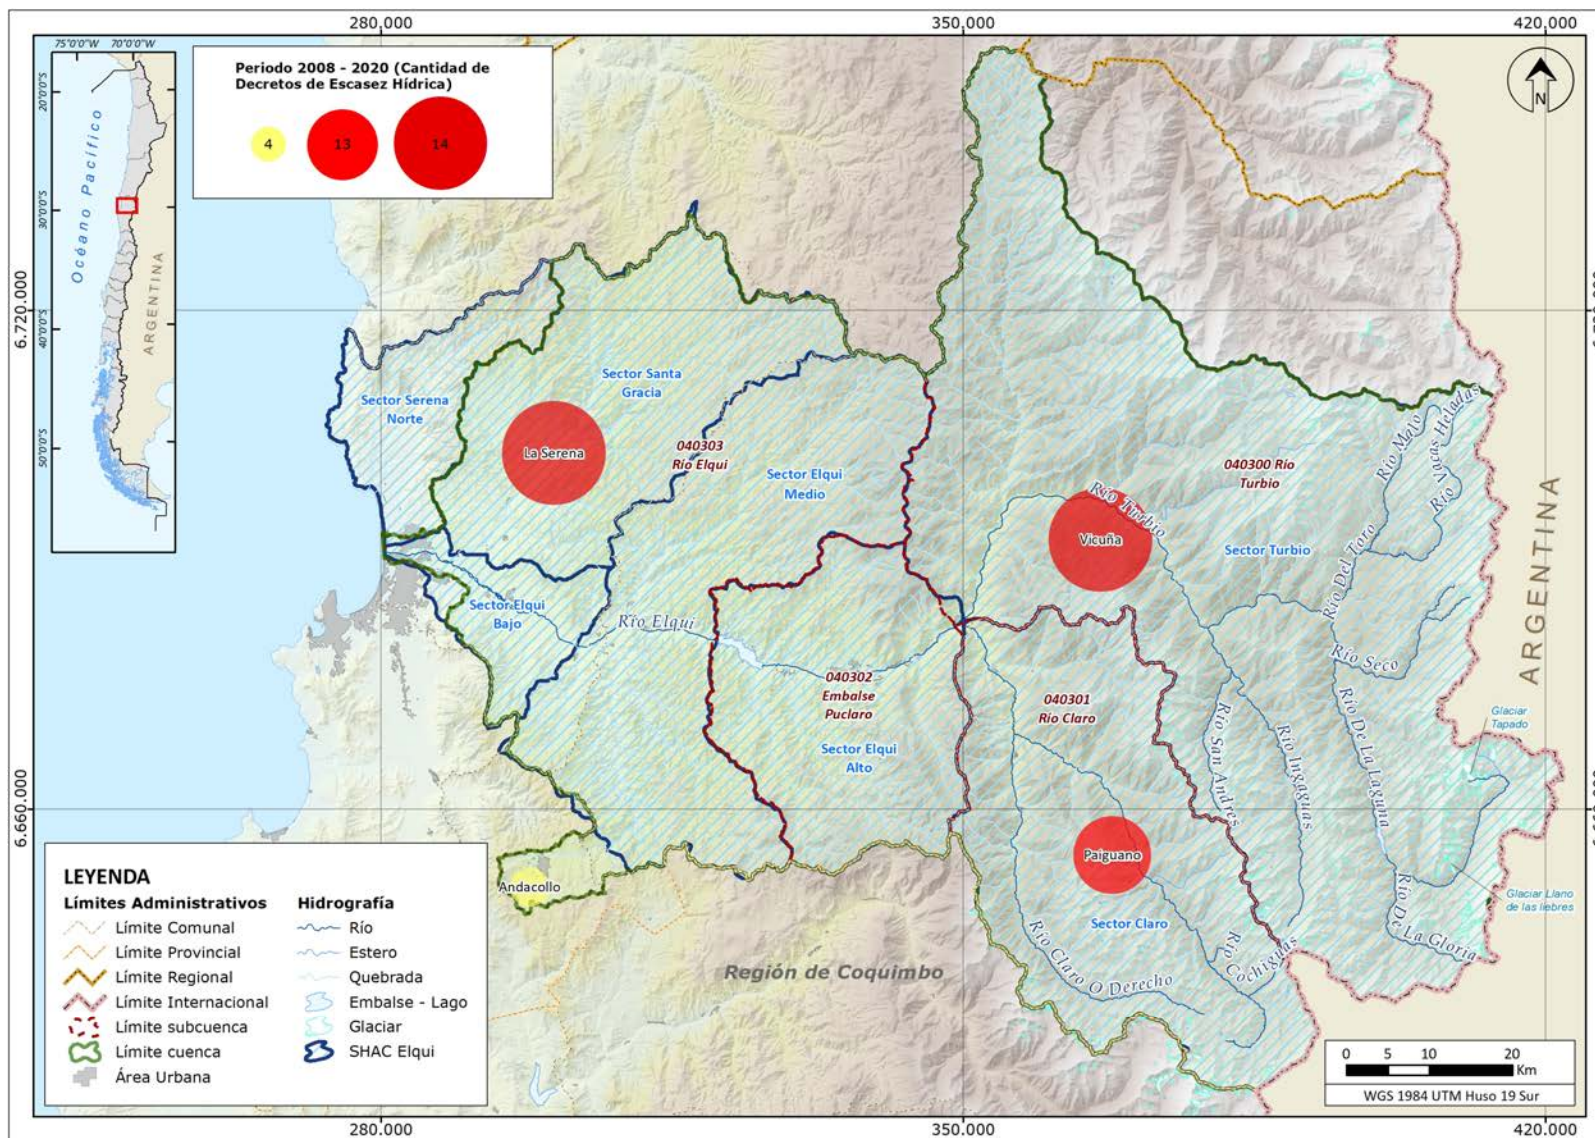 280.000
350.000
420.000
75°0'0"W
70°0'0"W
20°0'0"S
30°0'0"S
40°0'0"S
50°0'0"S
Océano Pacífico
ARGENTINA
Periodo 2008 - 2020 (Cantidad de
Decretos de Escasez Hídrica)
4
13
14
N
6.720.000
6.660.000
Sector Serena
Norte
Sector Santa
Gracia
La Serena
040303
Río Elqui
Sector Elqui
Medio
040300 Río
Turbio
Río Malo
Río Vacas Heladas
Río Turbio
Vicuña
Sector Turbio
Río Del Toro
ARGENTINA
Sector Elqui
Bajo
Río Elqui
Río Seco
040302
Embalse
Puclaro
040301
Río Claro
Sector Elqui
Alto
Río San Andres
Río Ingaguas
Río De La Laguna
Glaciar
Tapado
Paiguano
Andacollo
Glaciar Llano
de las liebres
Sector Claro
Río De La Gloria
Río Cochiguas
Río Claro O Derecho
Región de Coquimbo
LEYENDA
Límites Administrativos
Límite Comunal
Límite Provincial
Límite Regional
Límite Internacional
Límite subcuenca
Límite cuenca
Área Urbana
Hidrografía
Río
Estero
Quebrada
Embalse - Lago
Glaciar
SHAC Elqui
0 5 10 20
Km
WGS 1984 UTM Huso 19 Sur
280.000
350.000
420.000